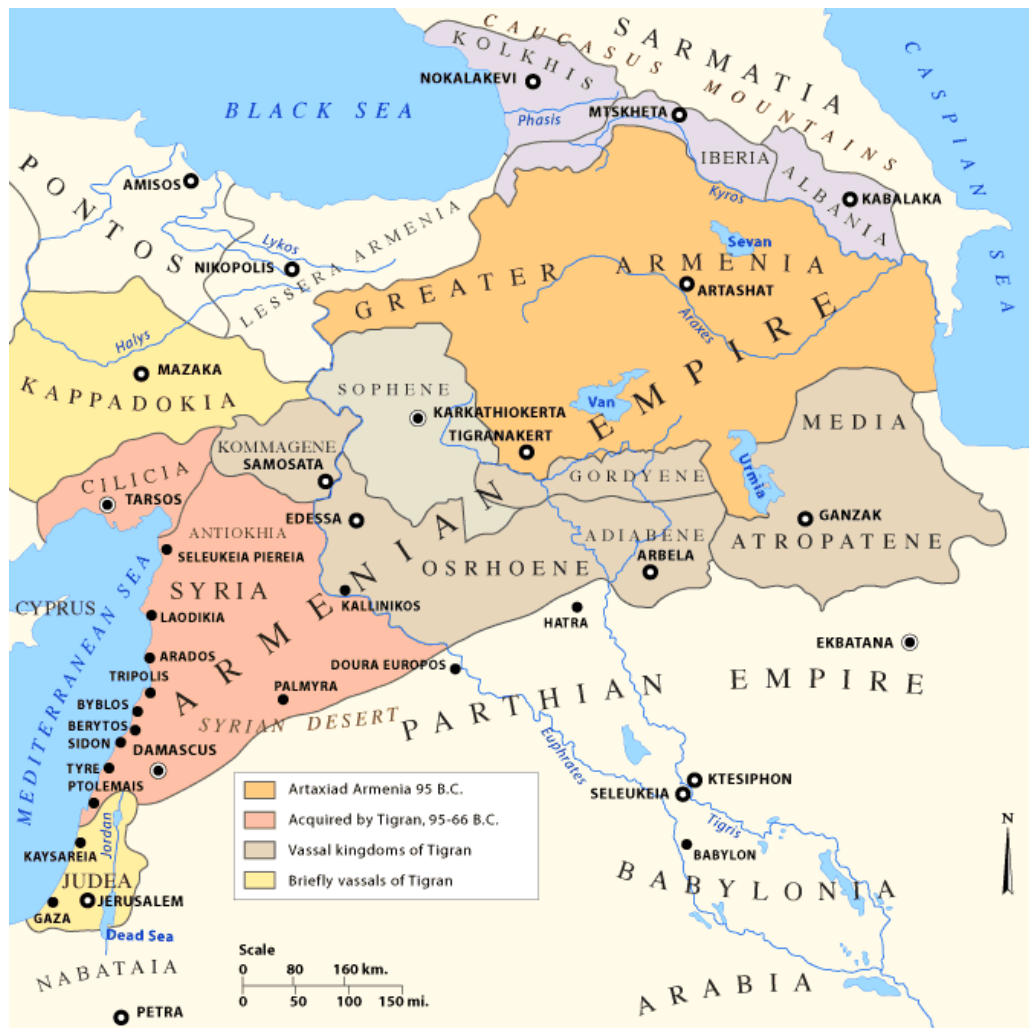 SARMATIA
CAUCASUS MOUNTAINS
KOLKHIS
NOKALAKEVI
BLACK SEA
Phasis
MTSKHETA
CASPIAN SEA
IBERIA
ALBANIA
KABALAKA
PONTOS
AMISOS
Kyros
Lykos
NIKOPOLIS
LESSERA ARMENIA
Sevan
GREATER ARMENIA
ARTASHAT
Araxes
Halys
MAZAKA
KAPPADOKIA
SOPHENE
KARKATHIOKERTA
Van
TIGRANAKERT
ARMENIAN EMPIRE
MEDIA
ATROPATENE
KOMMAGENE
SAMOSATA
GORDYENE
Urmia
CILICIA
TARSOS
EDESSA
GANZAK
ANTIOKHIA
SELEUKEIA PIEREIA
ADIABENE
ARBELA
OSRHOENE
SYRIA
KALLINIKOS
CYPRUS
MEDITERRANEAN SEA
LAODIKIA
HATRA
EKBATANA
ARADOS
DOURA EUROPOS
TRIPOLIS
PALMYRA
PARTHIAN EMPIRE
BYBLOS
SYRIAN DESERT
BERYTOS
SIDON
DAMASCUS
Euphrates
TYRE
PTOLEMAIS
KTESIPHON
SELEUKEIA
Tigris
Artaxiad Armenia 95 B.C.
Acquired by Tigran, 95-66 B.C.
Vassal kingdoms of Tigran
Briefly vassals of Tigran
Jordan
KAYSAREIA
BABYLON
BABYLONIA
JUDEA
JERUSALEM
GAZA
Dead Sea
N
Scale
0 80 160 km.
0 50 100 150 mi.
NABATAIA
ARABIA
PETRA